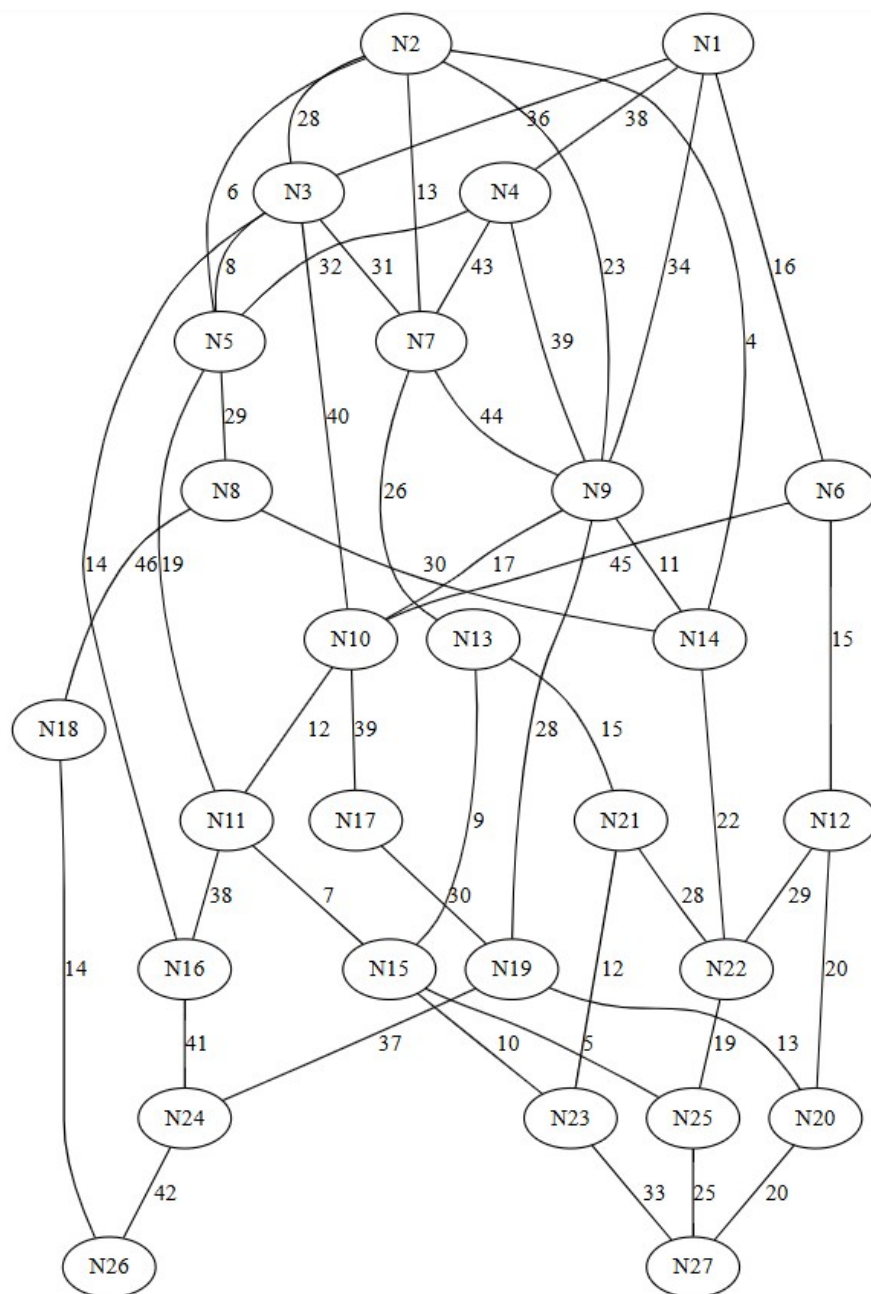 N2 N1
28 36 38
N3 N4
6 13
8 32 31 43 23 34 16
N5 N7 4
39
29 40 44
N8 N9 N6
26
14 46 19 30 17 45 11
N10 N13 N14
15
N18 12 39 28 15
N11 N17 N21 N12
9 22
38 7 30 28 29
N16 N15 N19 N22
14 12 20
41 37 10 5 19 13
N24 N23 N25 N20
42 33 25 20
N26 N27